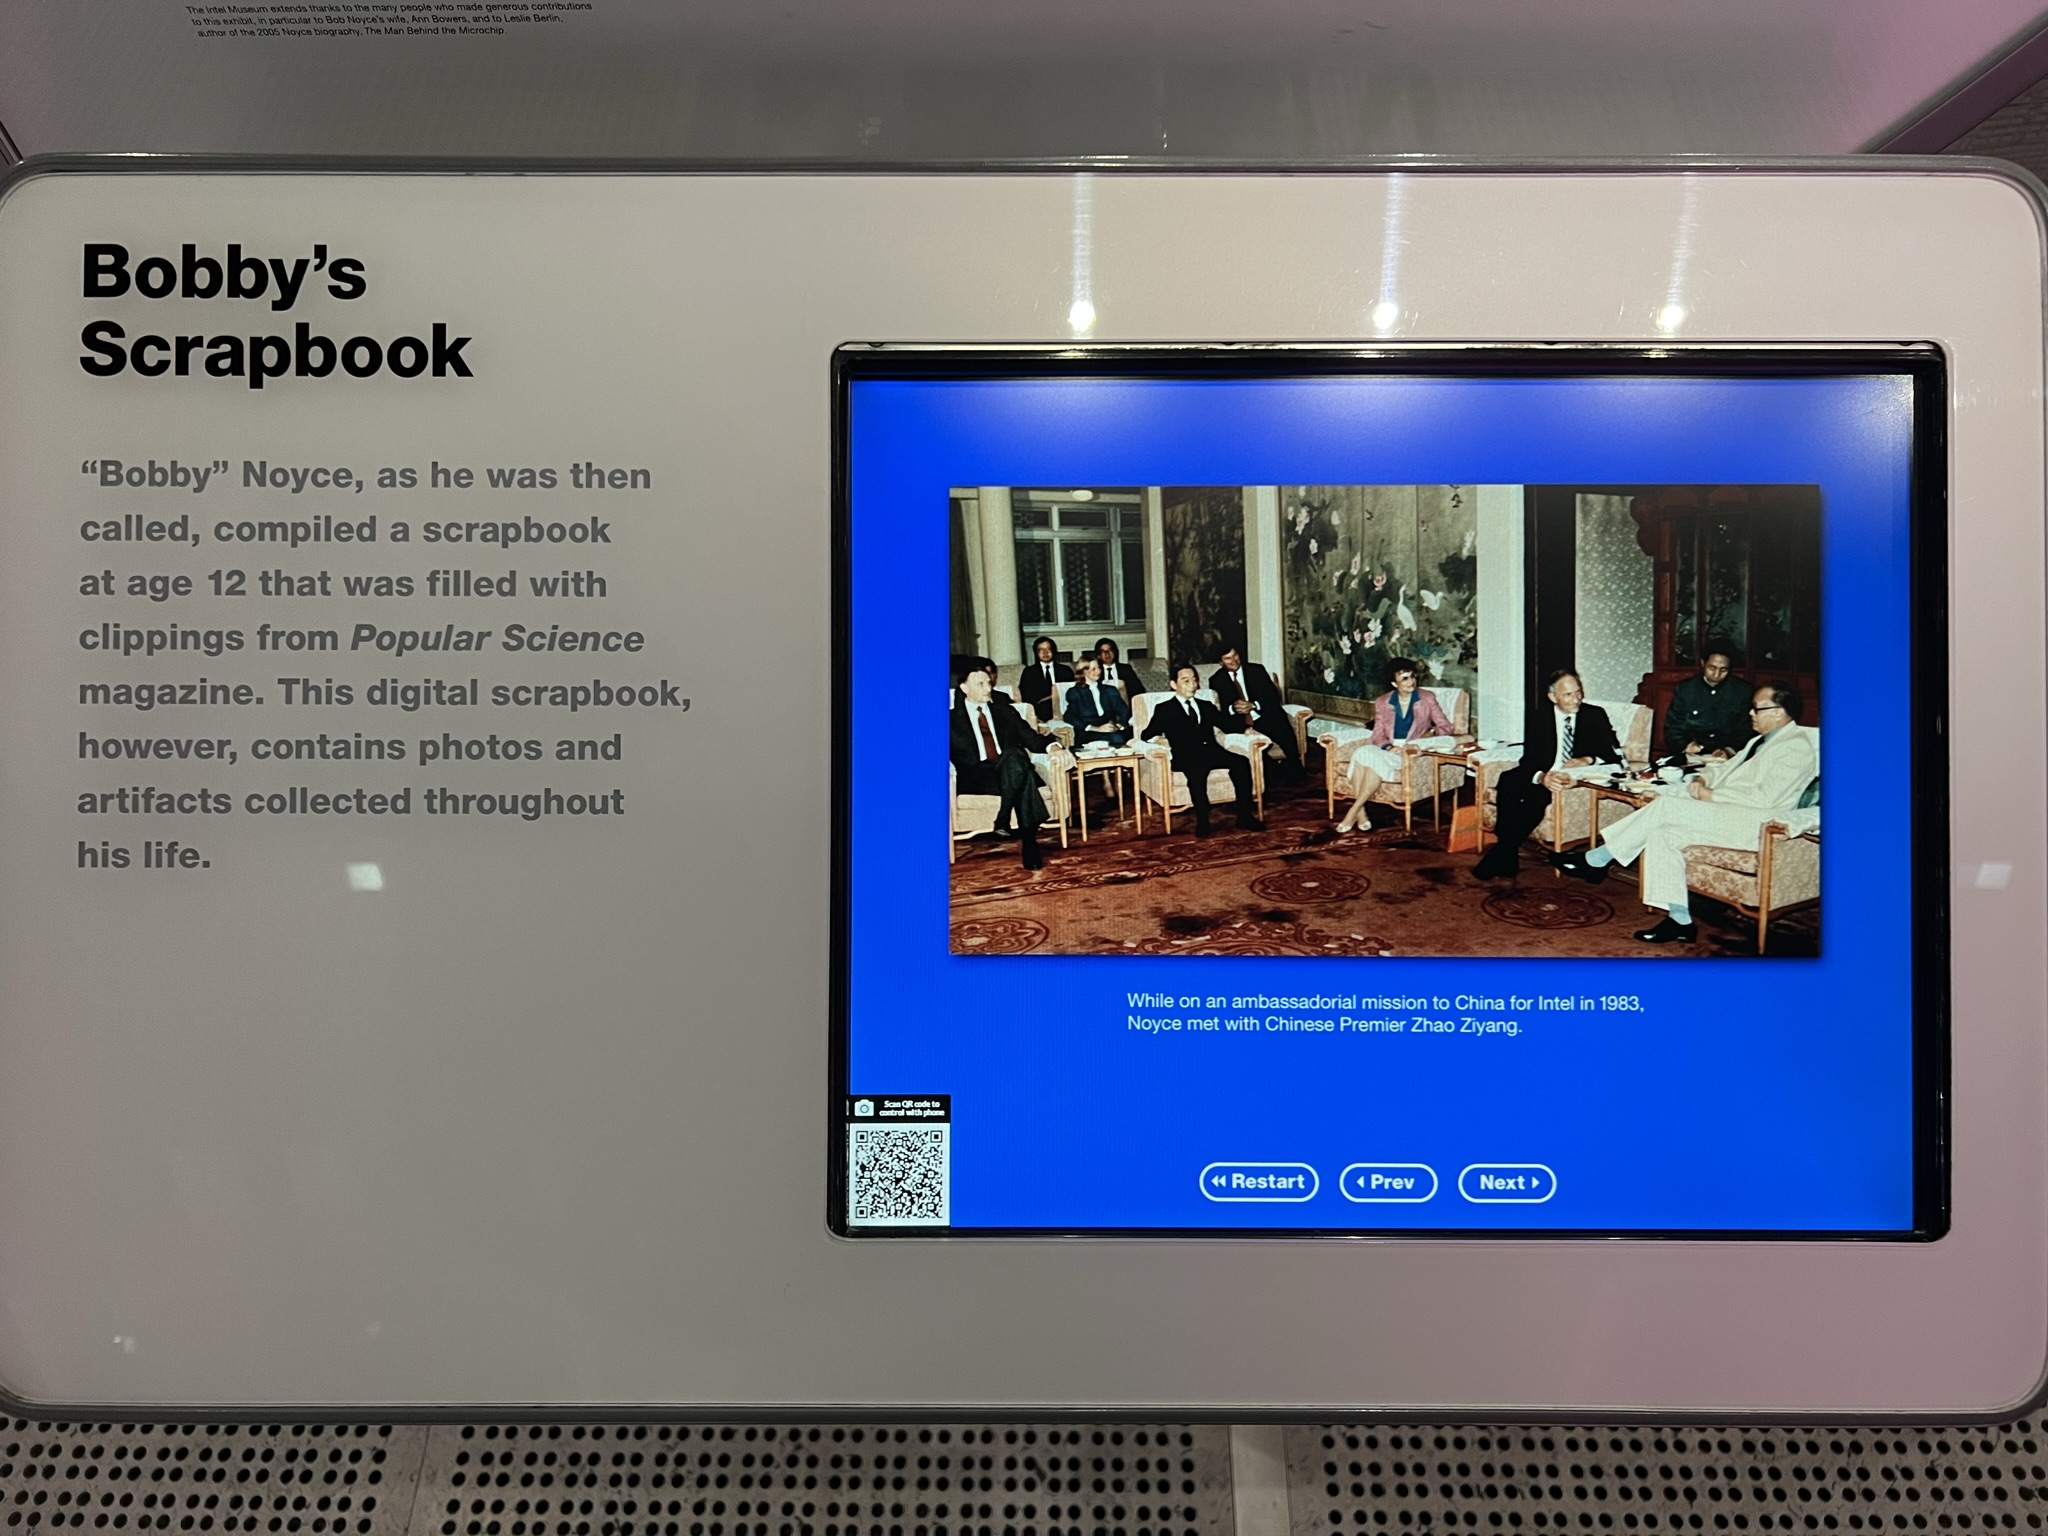 The Intel Museum extends thanks to the many people who made generous contributions
to this exhibit, in particular to Bob Noyce's wife, Ann Bowers, and to Leslie Berlin,
author of the 2005 Noyce biography, The Man Behind the Microchip.
Bobby’s
Scrapbook
“Bobby” Noyce, as he was then
called, compiled a scrapbook
at age 12 that was filled with
clippings from Popular Science
magazine. This digital scrapbook,
however, contains photos and
artifacts collected throughout
his life.
While on an ambassadorial mission to China for Intel in 1983,
Noyce met with Chinese Premier Zhao Ziyang.
Scan QR code to
control with phone
Restart Prev Next